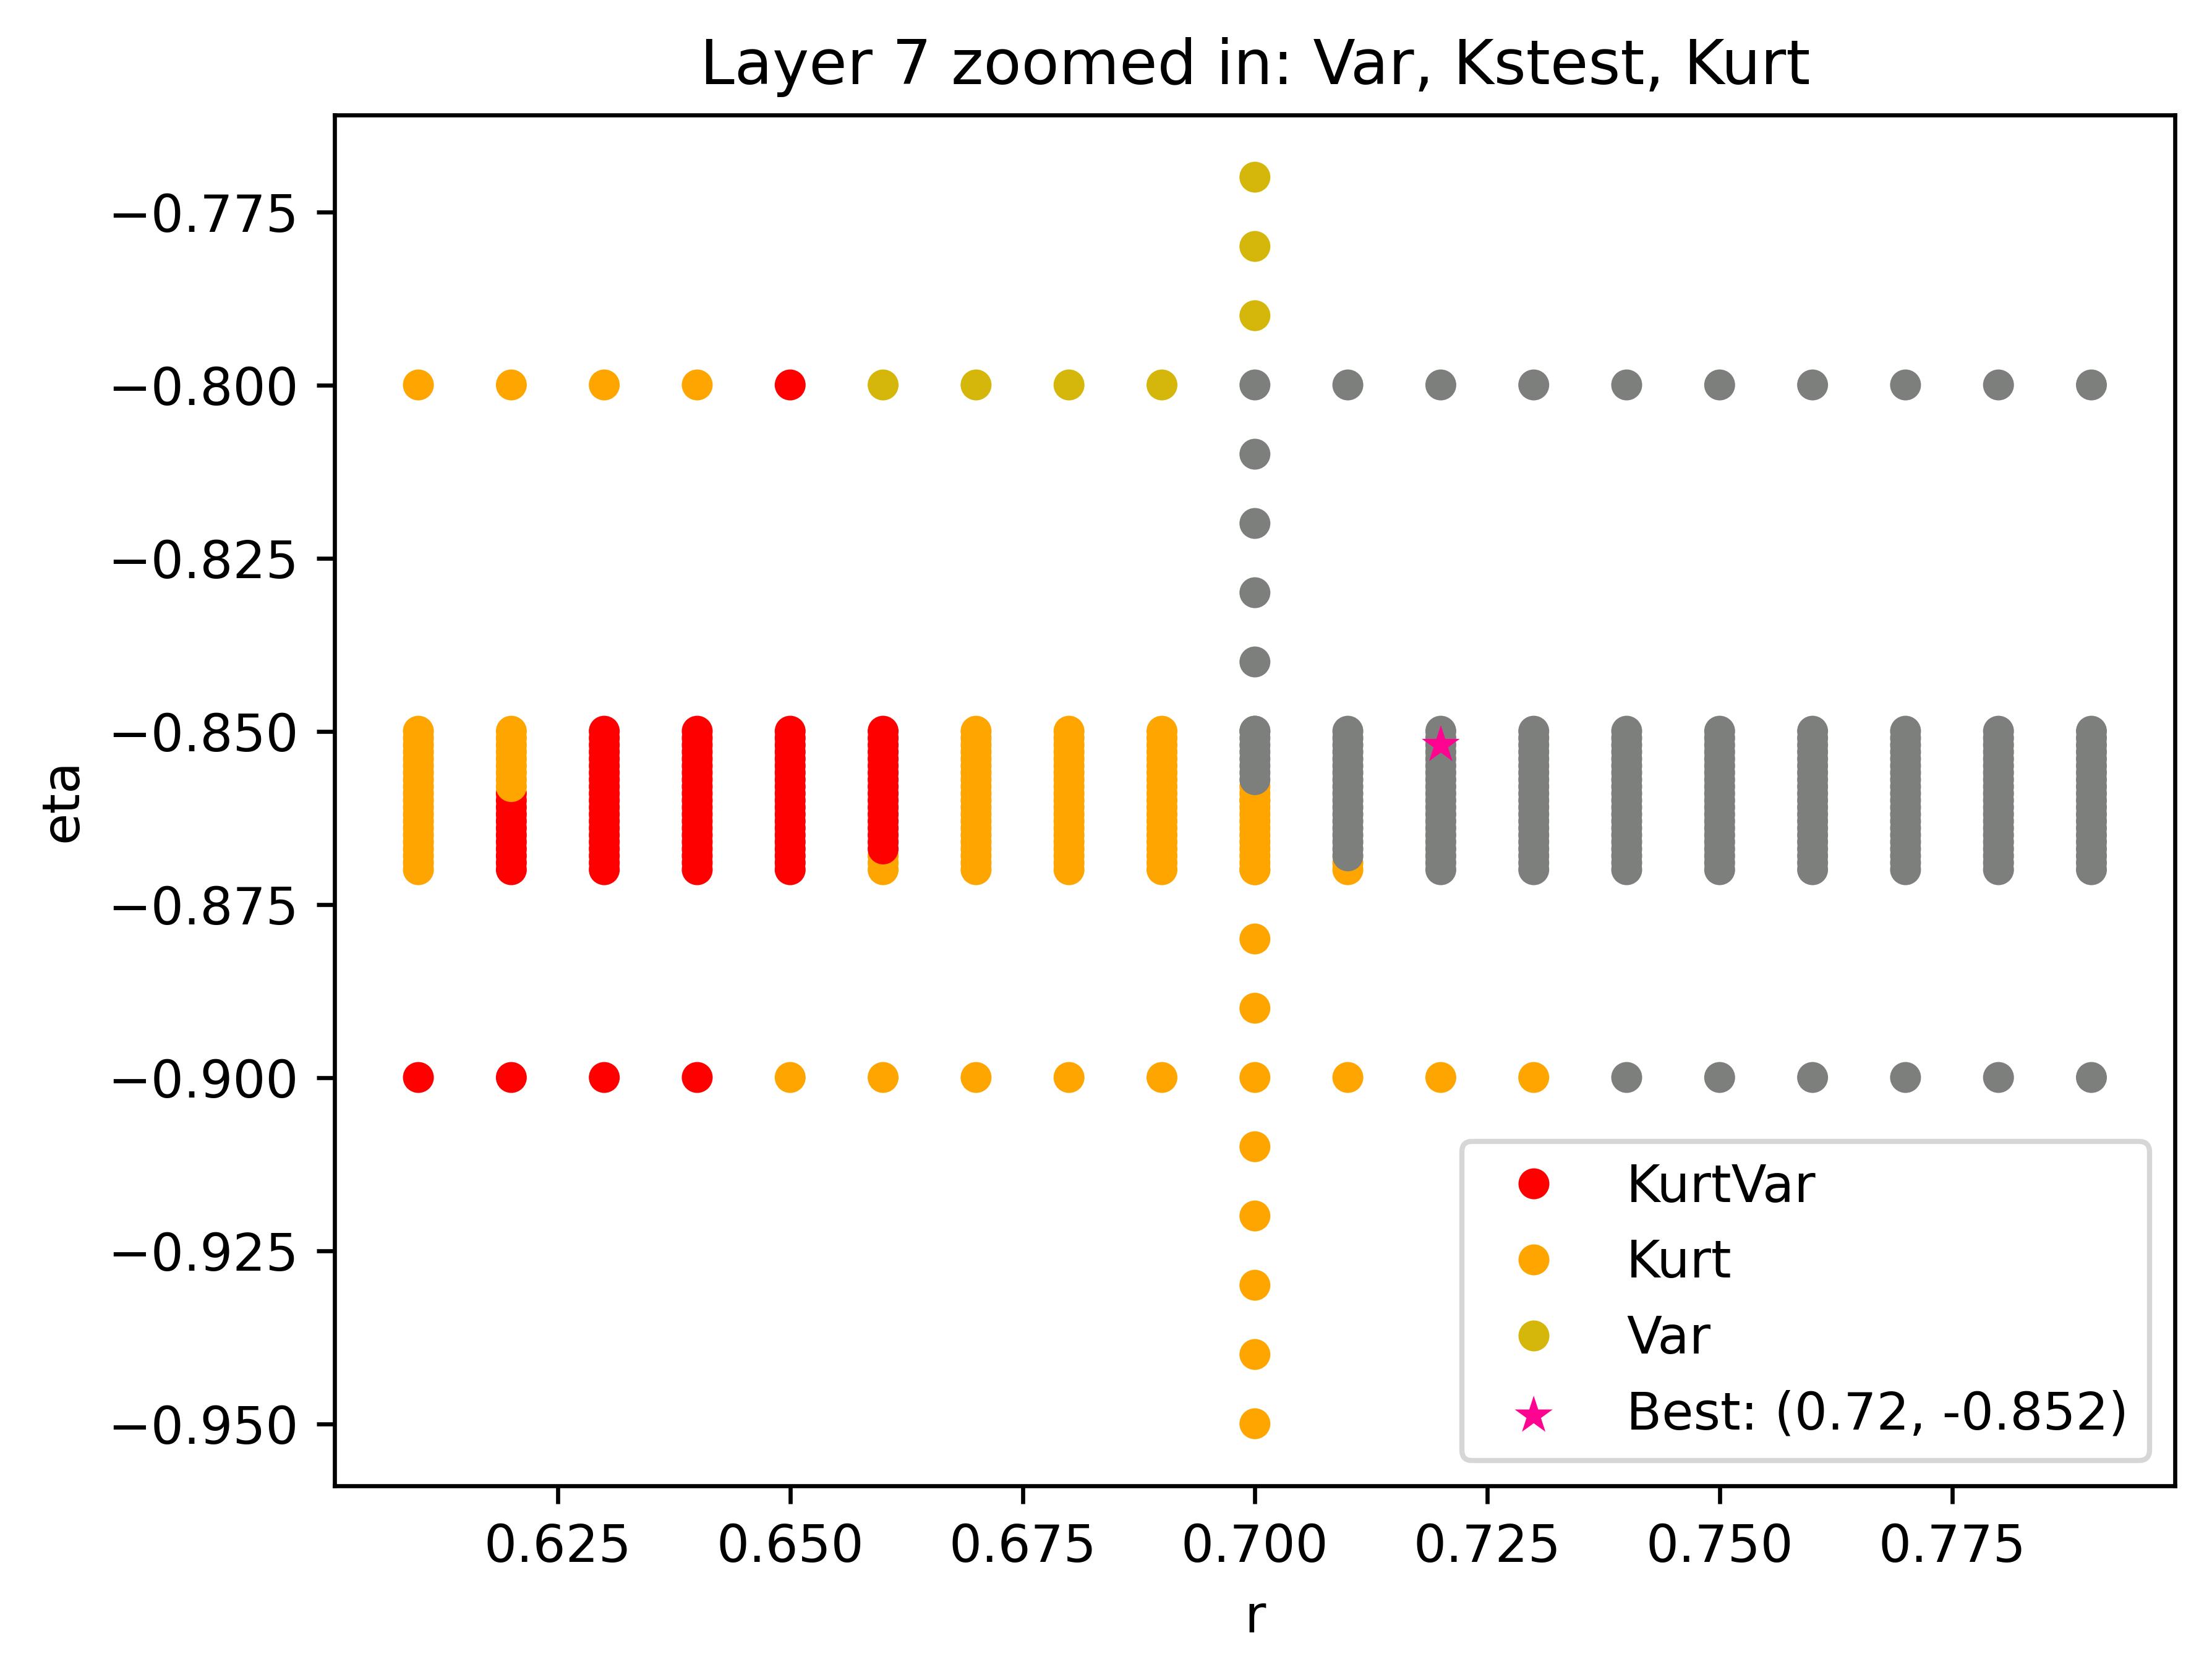 Layer 7 zoomed in: Var, Kstest, Kurt
−0.775
−0.800
−0.825
−0.850
−0.875
−0.900
−0.925
−0.950
eta
KurtVar
Kurt
Var
Best: (0.72, -0.852)
0.625 0.650 0.675 0.700 0.725 0.750 0.775
r